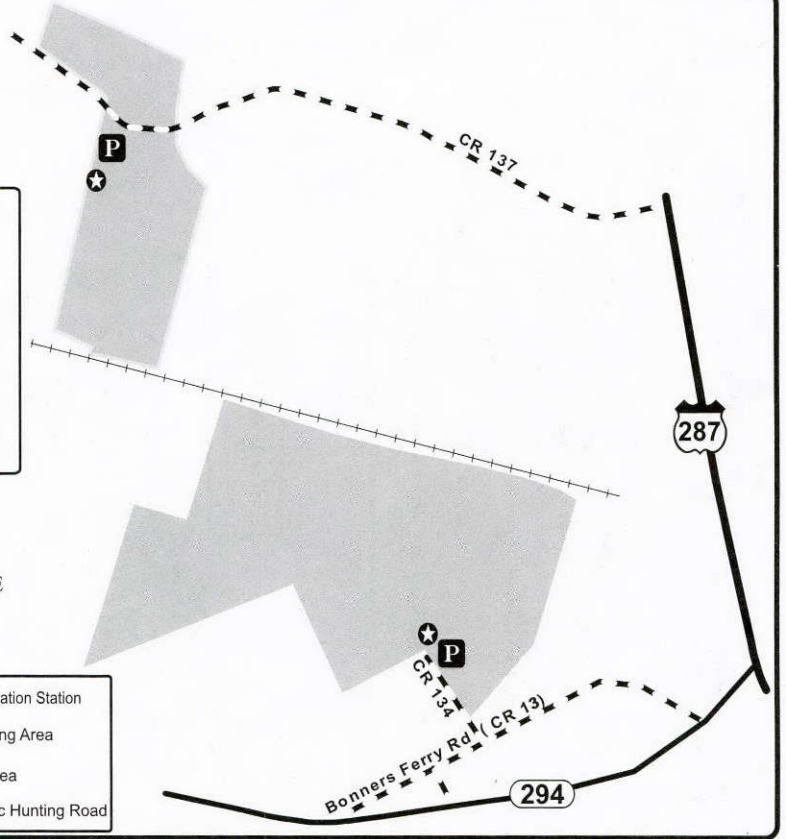 P
CR 137
287
P
CR 134
Bonners Ferry Rd (CR 13)
294
ation Station
ng Area
ea
c Hunting Road